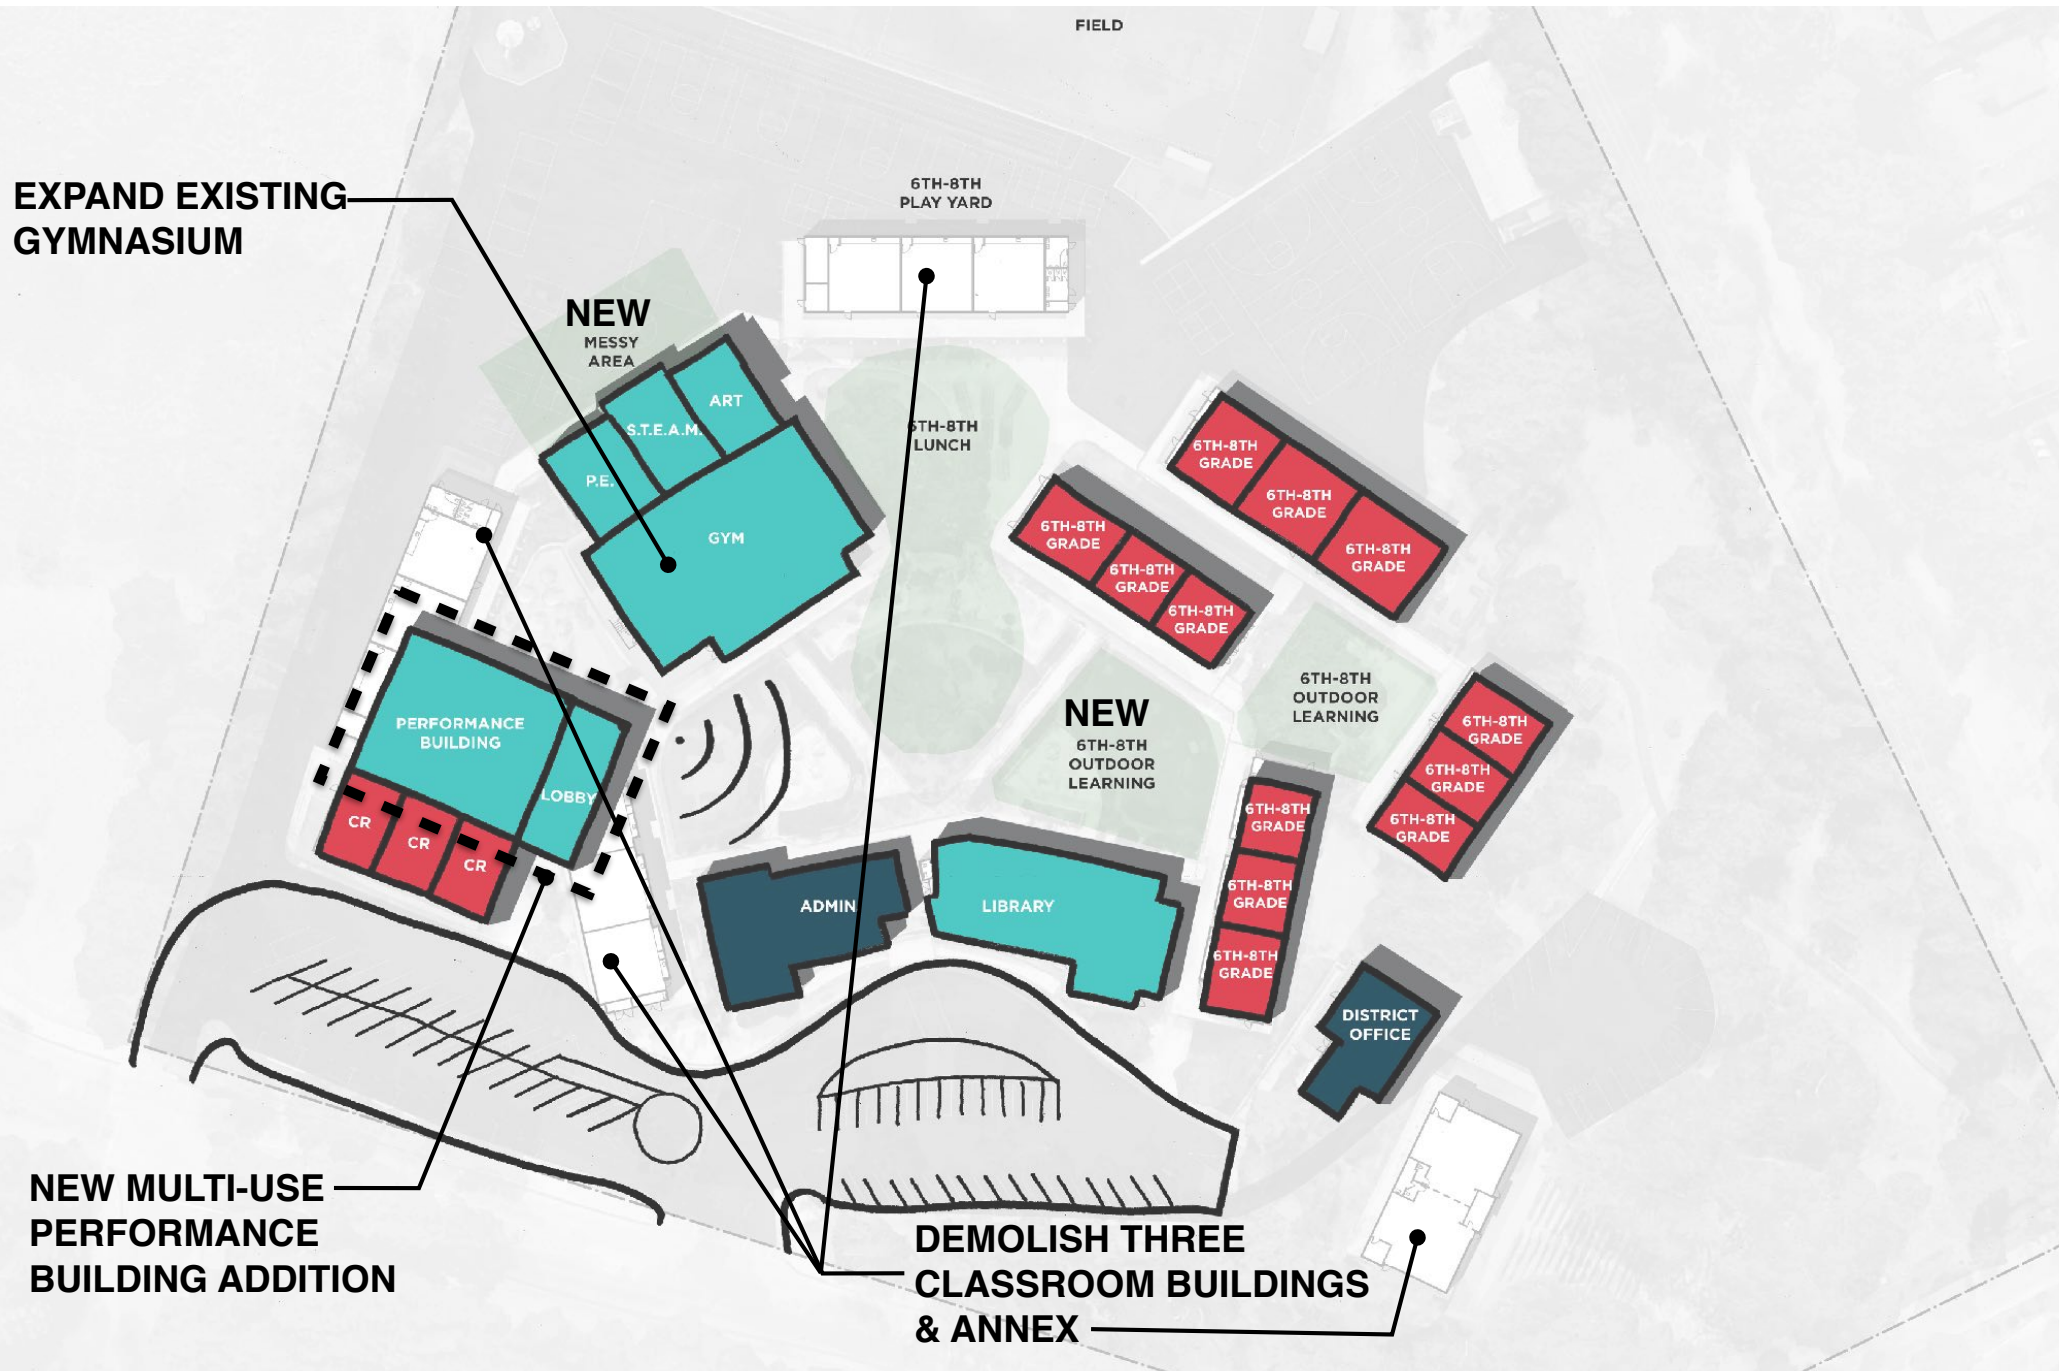 FIELD
6TH-8TH
PLAY YARD
EXPAND EXISTING
GYMNASIUM
NEW
MESSY
AREA
ART
S.T.E.A.M.
P.E.
GYM
6TH-8TH
LUNCH
6TH-8TH
GRADE
6TH-8TH
GRADE
6TH-8TH
GRADE
6TH-8TH
GRADE
6TH-8TH
GRADE
6TH-8TH
GRADE
6TH-8TH
OUTDOOR
LEARNING
NEW
6TH-8TH
OUTDOOR
LEARNING
6TH-8TH
GRADE
6TH-8TH
GRADE
6TH-8TH
GRADE
PERFORMANCE
BUILDING
LOBBY
CR
CR
CR
6TH-8TH
GRADE
6TH-8TH
GRADE
6TH-8TH
GRADE
ADMIN
LIBRARY
DISTRICT
OFFICE
NEW MULTI-USE
PERFORMANCE
BUILDING ADDITION
DEMOLISH THREE
CLASSROOM BUILDINGS
& ANNEX